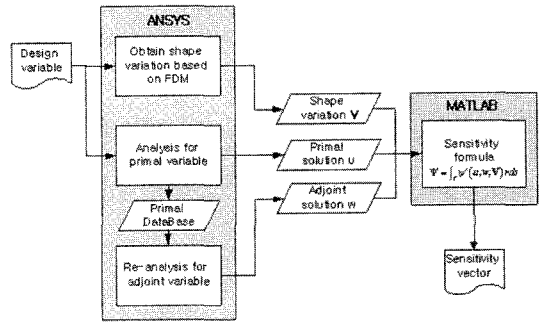 ANSYS
Design
variable
Obtain shape
variation based
on FDM
Shape
variation V
MATLAB
Analysis for
primal variable
Primal
solution u
Sensitivity
formula
Primal
DataBase
Adjoint
solution w
Re-analysis for
adjoint variable
Sensitivity
vector